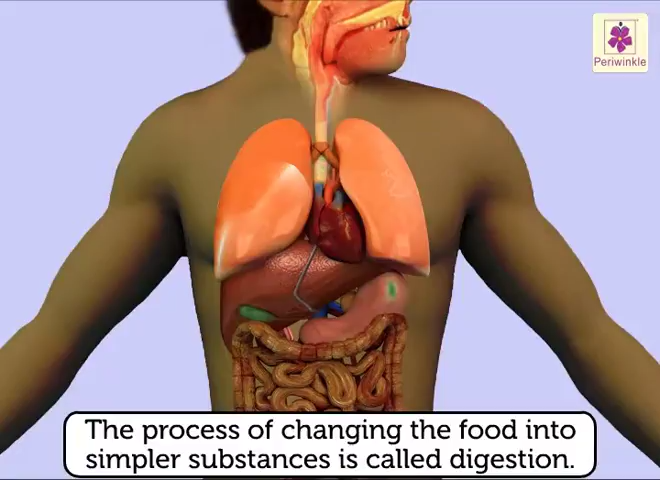 Periwinkle
The process of changing the food into
simpler substances is called digestion.